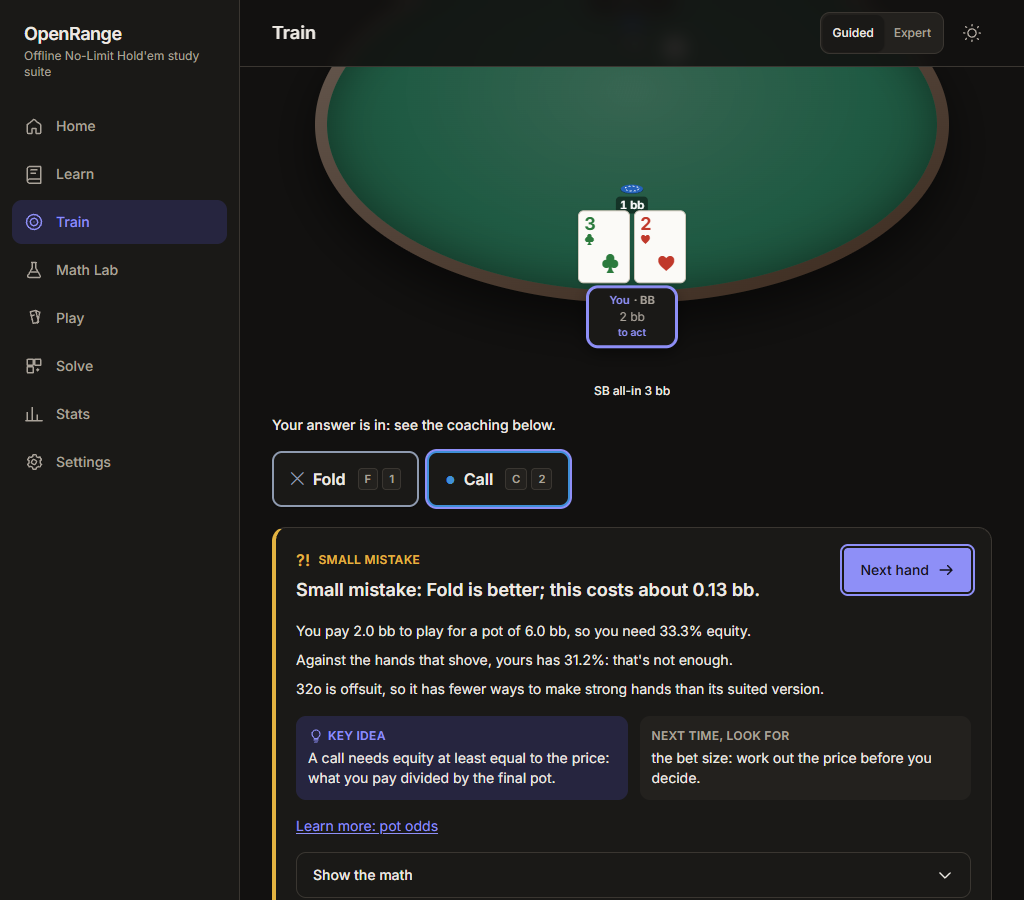 OpenRange
Offline No-Limit Hold'em study
suite
Home
Learn
Train
Math Lab
Play
Solve
Stats
Settings
Train
Guided
Expert
1 bb
3
2
You · BB
2 bb
to act
SB all-in 3 bb
Your answer is in: see the coaching below.
Fold F 1
Call C 2
?! SMALL MISTAKE
Small mistake: Fold is better; this costs about 0.13 bb.
Next hand →
You pay 2.0 bb to play for a pot of 6.0 bb, so you need 33.3% equity.
Against the hands that shove, yours has 31.2%: that's not enough.
32o is offsuit, so it has fewer ways to make strong hands than its suited version.
KEY IDEA
A call needs equity at least equal to the price:
what you pay divided by the final pot.
NEXT TIME, LOOK FOR
the bet size: work out the price before you
decide.
Learn more: pot odds
Show the math